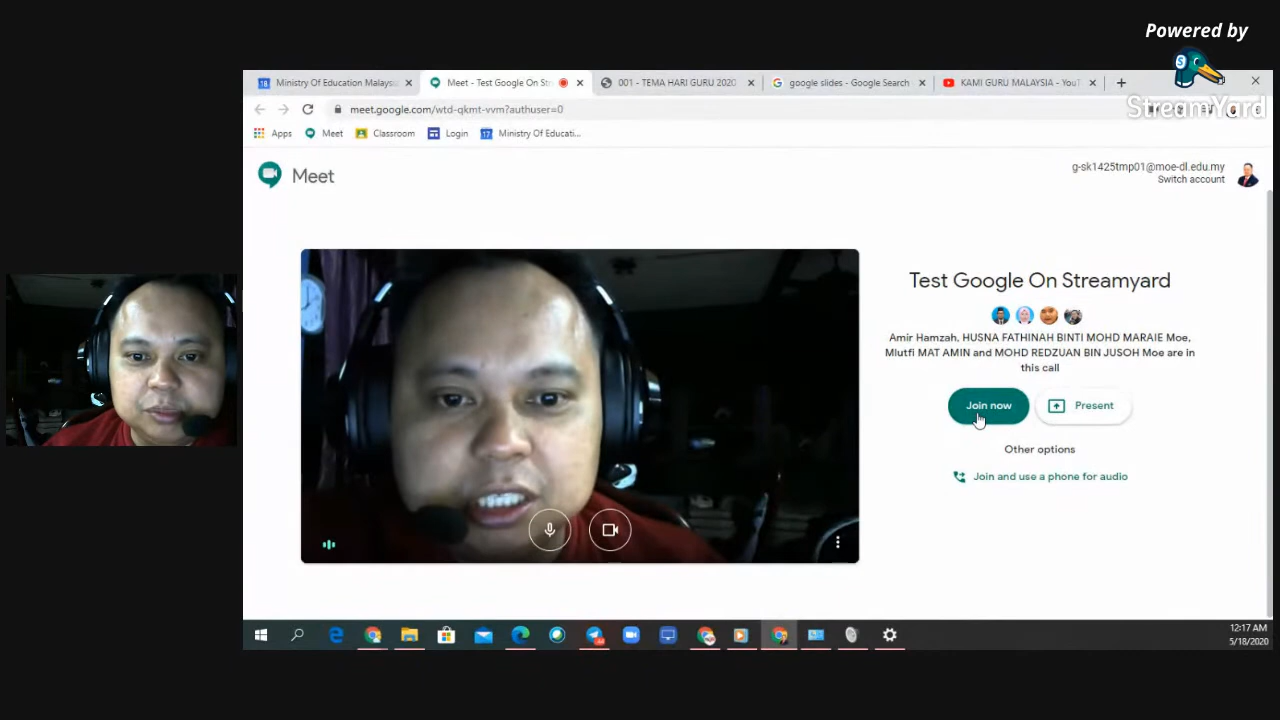 Powered by
StreamYard
Ministry Of Education Malays
Meet - Test Google On St
001 - TEMA HARI GURU 2020
google slides - Google Search
KAMI GURU MALAYSIA - YouT
meet.google.com/wtd-qkmt-vvm?authuser=0
Apps
Meet
Classroom
Login
Ministry Of Educati...
Meet
g-sk1425tmp01@moe-dl.edu.my
Switch account
Test Google On Streamyard
Amir Hamzah, HUSNA FATHINAH BINTI MOHD MARAIE Moe,
Mlutfi MAT AMIN and MOHD REDZUAN BIN JUSOH Moe are in
this call
Join now
Present
Other options
Join and use a phone for audio
12:17 AM
5/18/2020